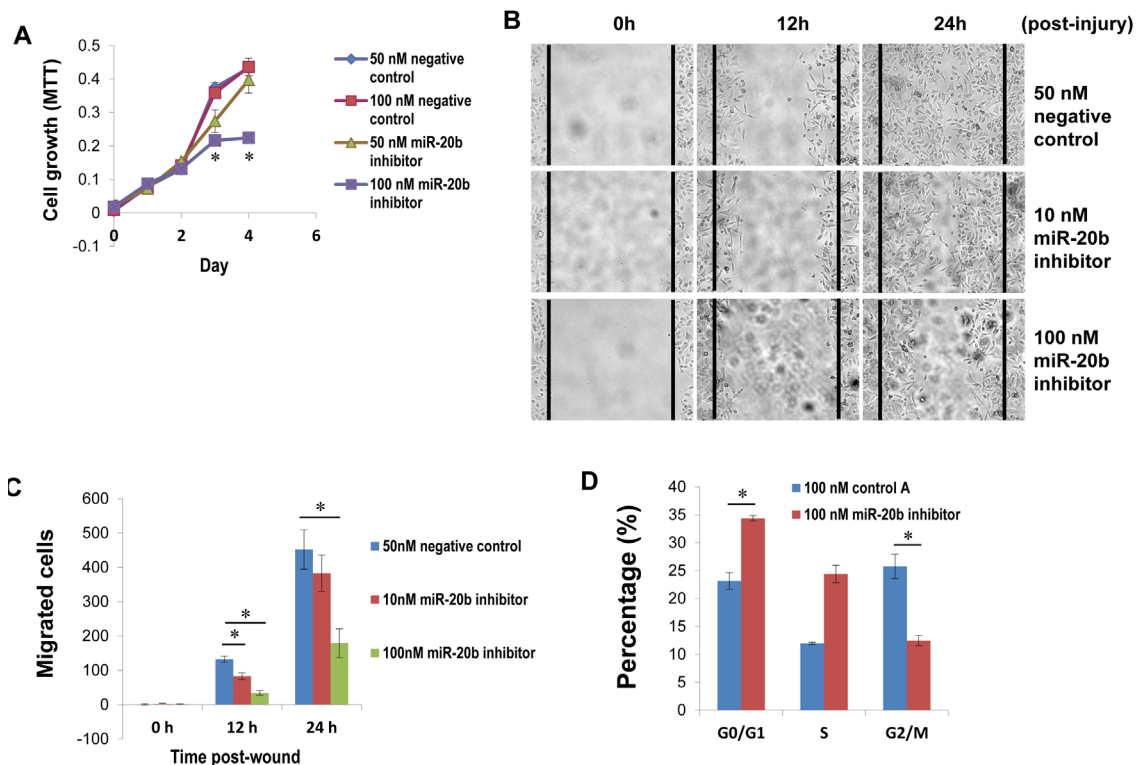 A
Cell growth (MTT)
0.5
0.4
0.3
0.2
0.1
0
-0.1
0
2
4
6
Day
*
*
50 nM negative
control
100 nM negative
control
50 nM miR-20b
inhibitor
100 nM miR-20b
inhibitor
B
0h
12h
24h
(post-injury)
50 nM
negative
control
10 nM
miR-20b
inhibitor
100 nM
miR-20b
inhibitor
C
Migrated cells
600
500
400
300
200
100
0
-100
*
*
*
0 h
12 h
24 h
Time post-wound
50nM negative control
10nM miR-20b inhibitor
100nM miR-20b inhibitor
D
Percentage (%)
40
35
30
25
20
15
10
5
0
*
*
100 nM control A
100 nM miR-20b inhibitor
G0/G1
S
G2/M